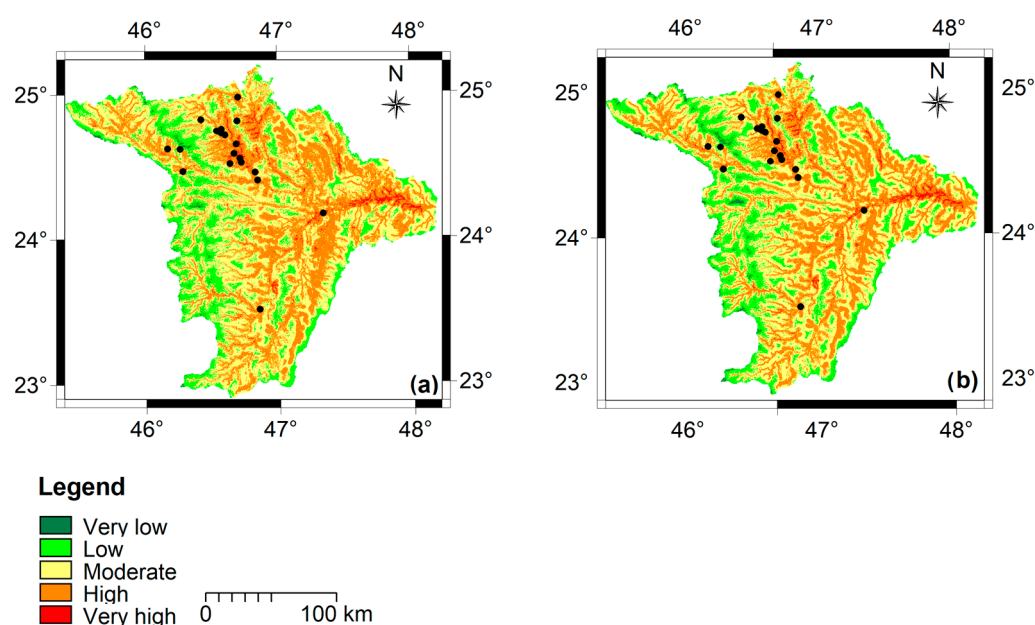 46° 47° 48° 46° 47° 48°
N N
25° 25° 25° 25°
24° 24° 24° 24°
23° (a) 23° 23° (b) 23°
46° 47° 48° 46° 47° 48°
Legend
Very low
Low
Moderate
High
Very high 0 100 km